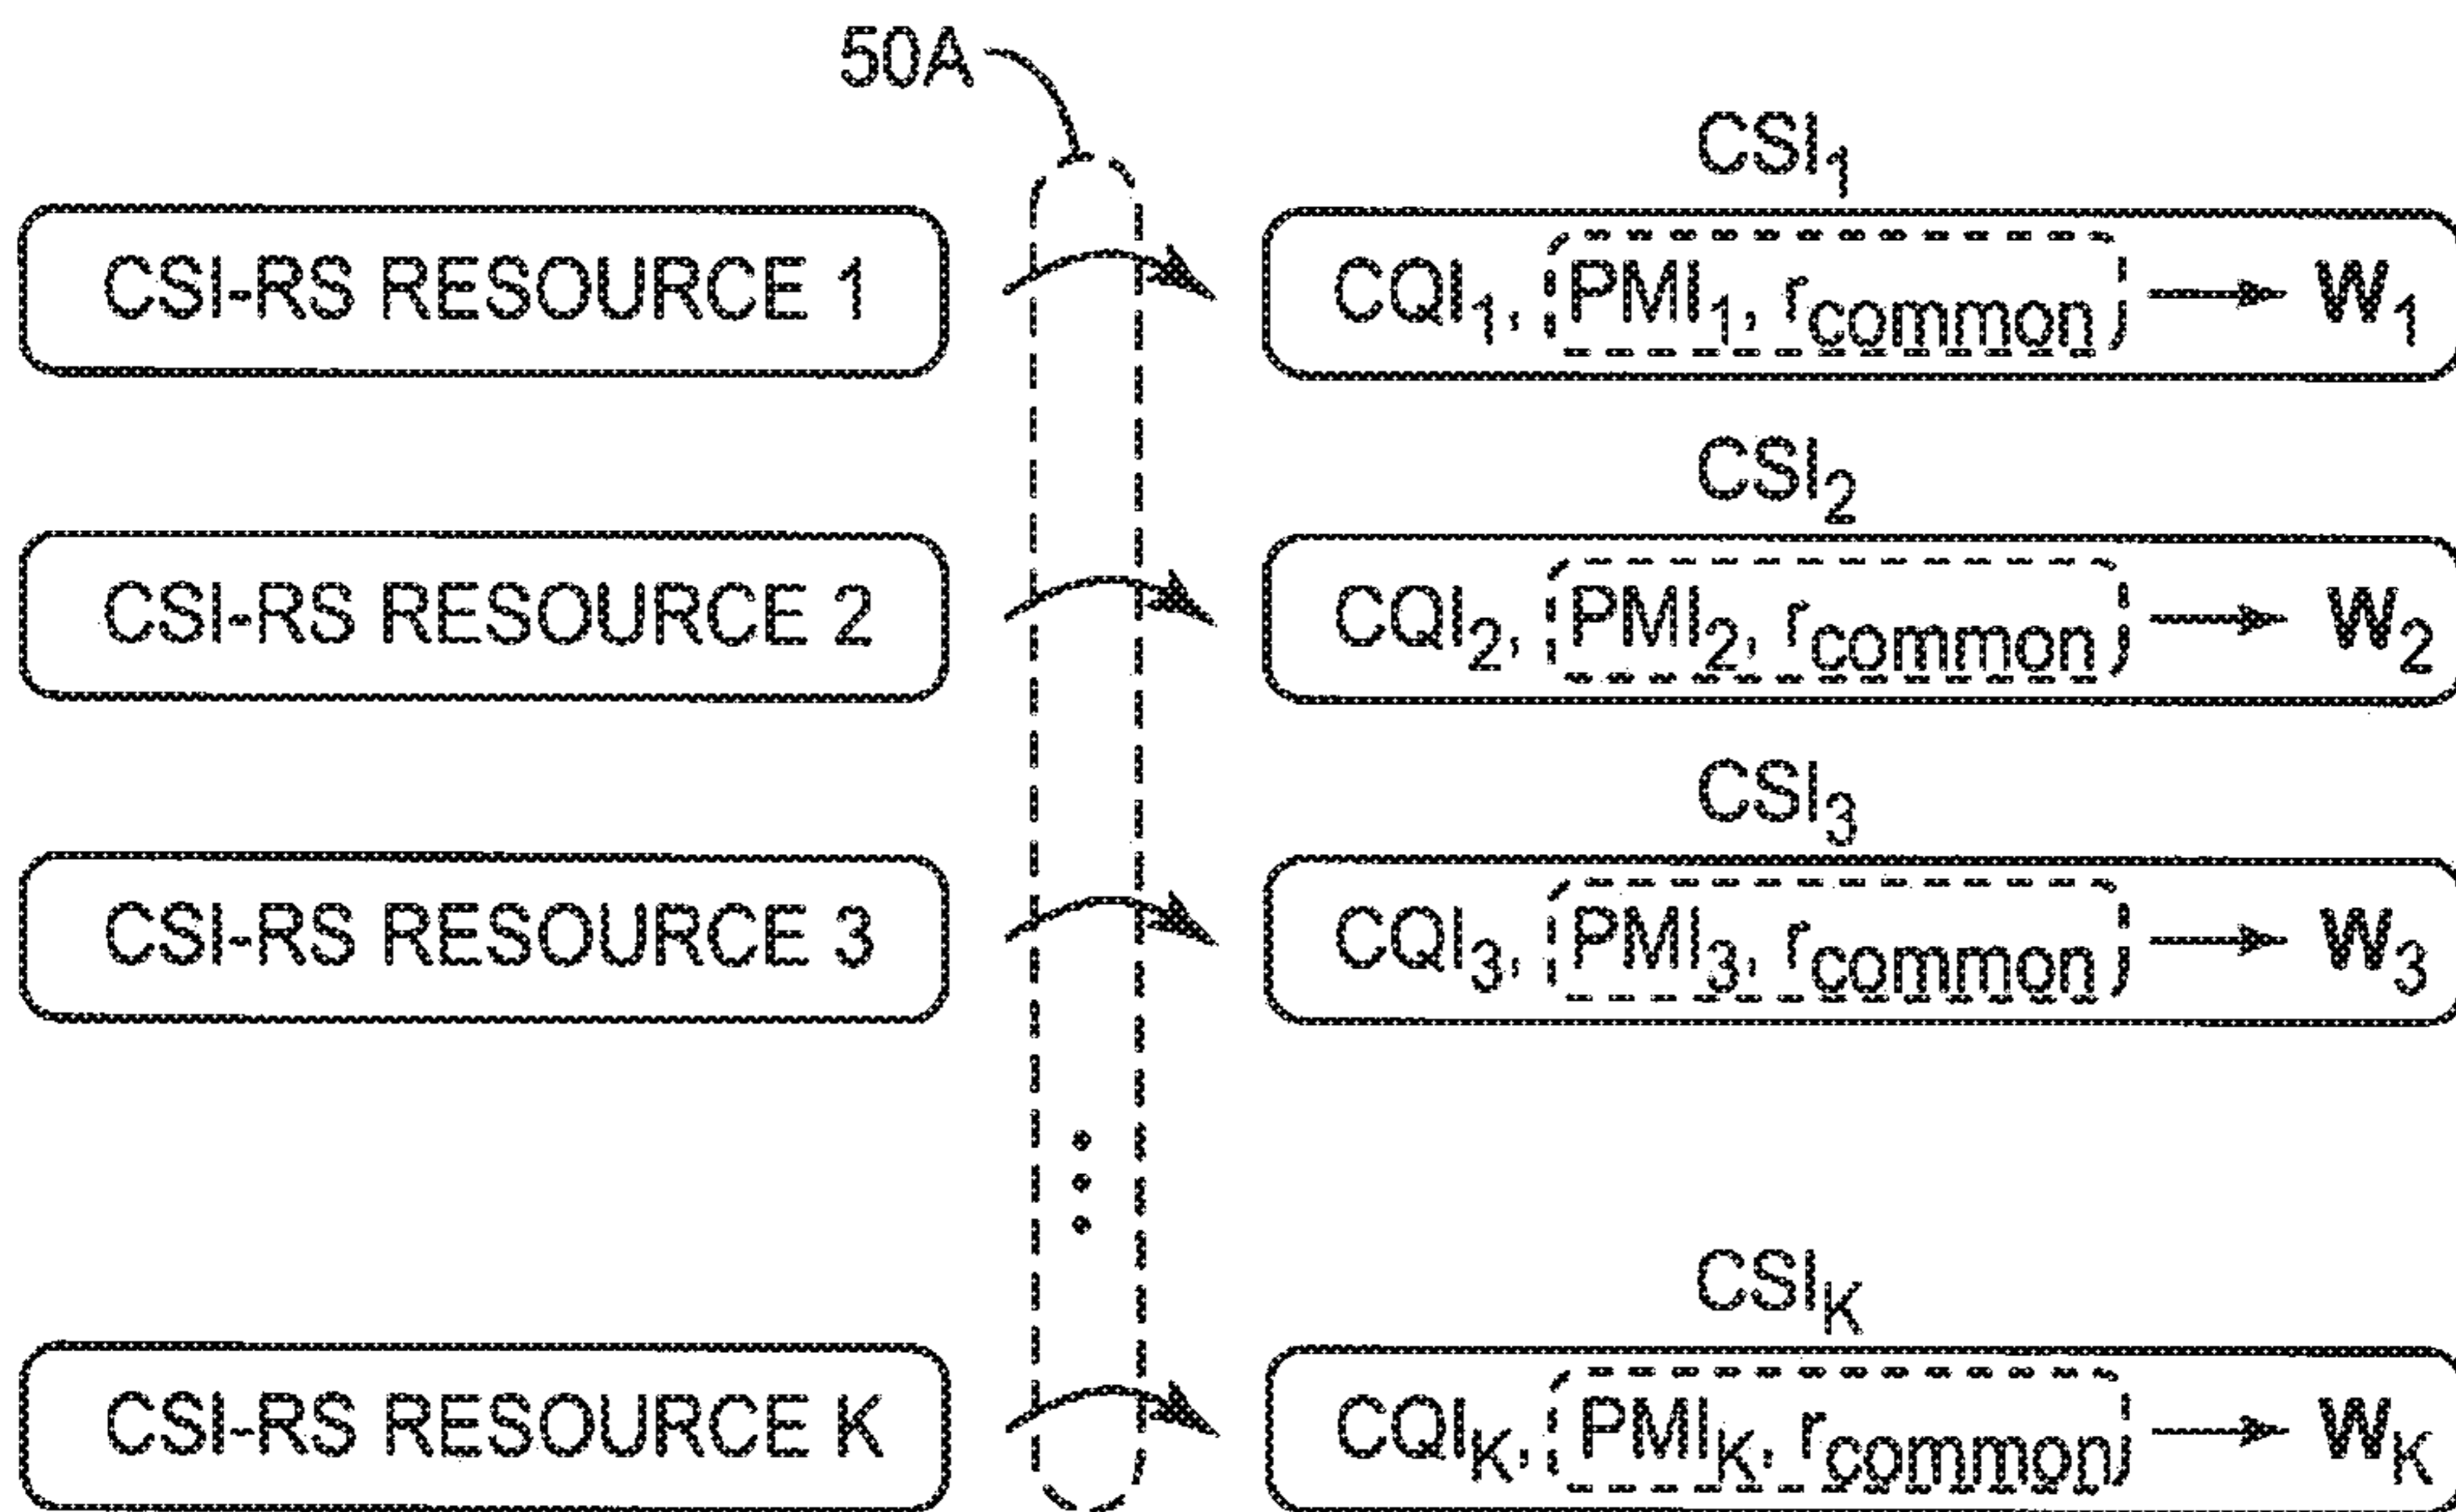 50A
CSI1
CSI-RS RESOURCE 1 CQI1, PMI1, rcommon W1
CSI2
CSI-RS RESOURCE 2 CQI2, PMI2, rcommon W2
CSI3
CSI-RS RESOURCE 3 CQI3, PMI3, rcommon W3
CSIK
CSI-RS RESOURCE K CQIK, PMIK, rcommon WK